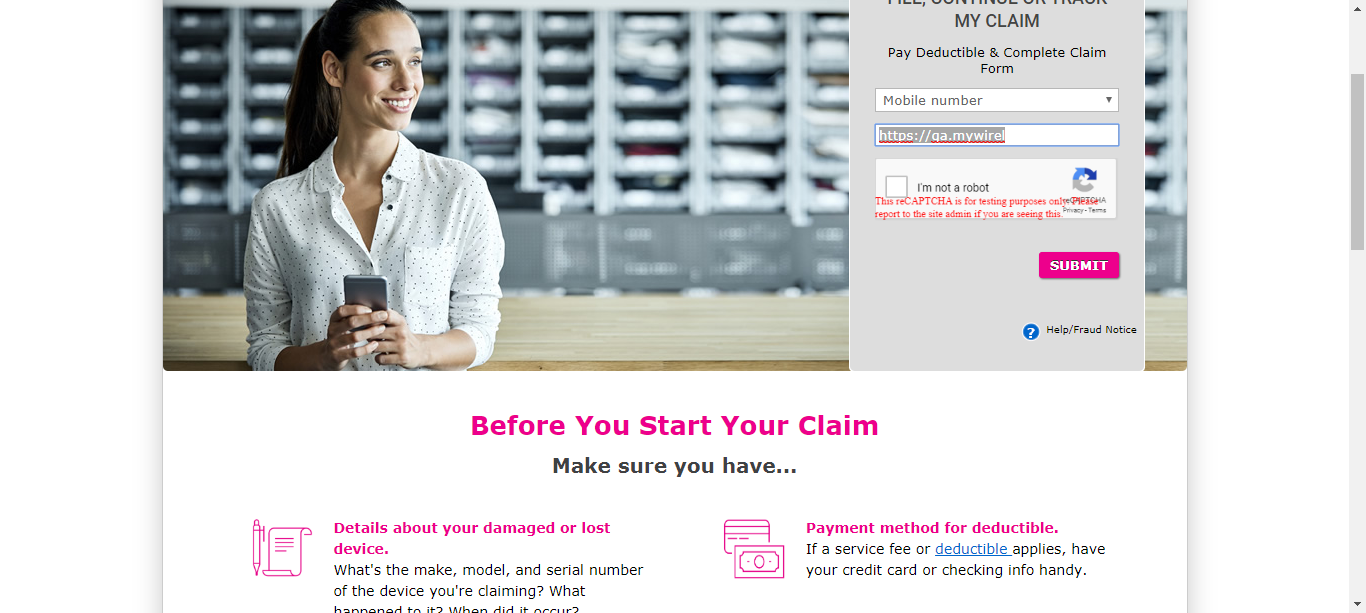 FILE, CONTINUE OR TRACK
MY CLAIM
Pay Deductible & Complete Claim
Form
Mobile number
https://qa.mywirel
I'm not a robot
reCAPTCHA
Privacy - Terms
This reCAPTCHA is for testing purposes only. Please
report to the site admin if you are seeing this.
SUBMIT
? Help/Fraud Notice
Before You Start Your Claim
Make sure you have...
Details about your damaged or lost
device.
What's the make, model, and serial number
of the device you're claiming? What
happened to it? When did it occur?
Payment method for deductible.
If a service fee or deductible applies, have
your credit card or checking info handy.